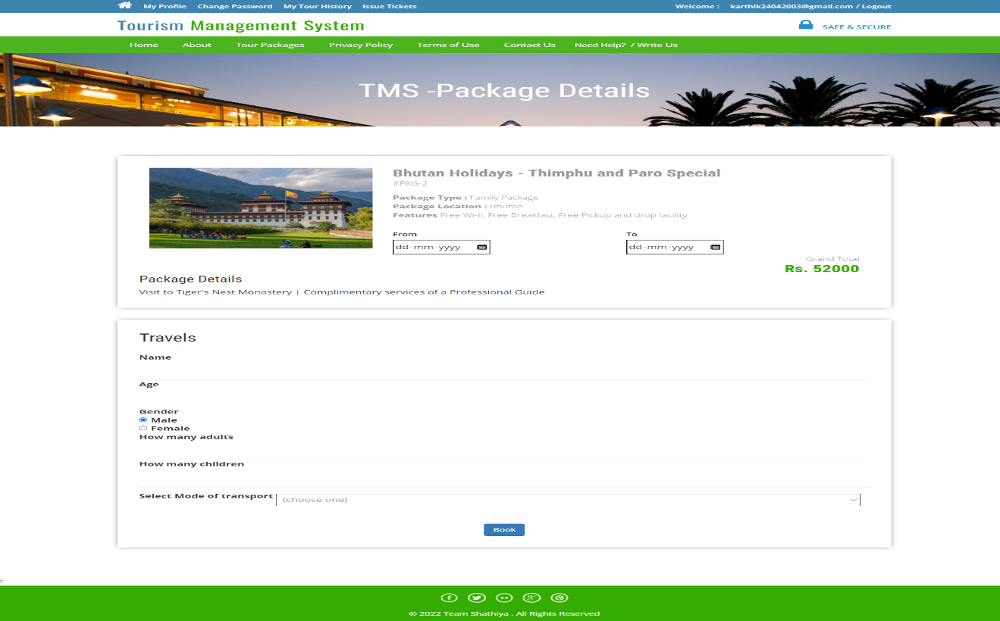 My Profile Change Password My Tour History Issue Tickets Welcome : karthik24042003@gmail.com / Logout
Tourism Management System SAFE & SECURE
Home About Tour Packages Privacy Policy Terms of Use Contact Us Need Help? / Write Us
TMS -Package Details
Bhutan Holidays - Thimphu and Paro Special
#PKG-2
Package Type : Family Package
Package Location : Bhutan
Features Free Wi-fi, Free Breakfast, Free Pickup and drop facility
From To
dd-mm-yyyy dd-mm-yyyy
Grand Total
Rs. 52000
Package Details
Visit to Tiger's Nest Monastery | Complimentary services of a Professional Guide
Travels
Name
Age
Gender
Male
Female
How many adults
How many children
Select Mode of transport (choose one)
Book
© 2022 Team Shathiya . All Rights Reserved